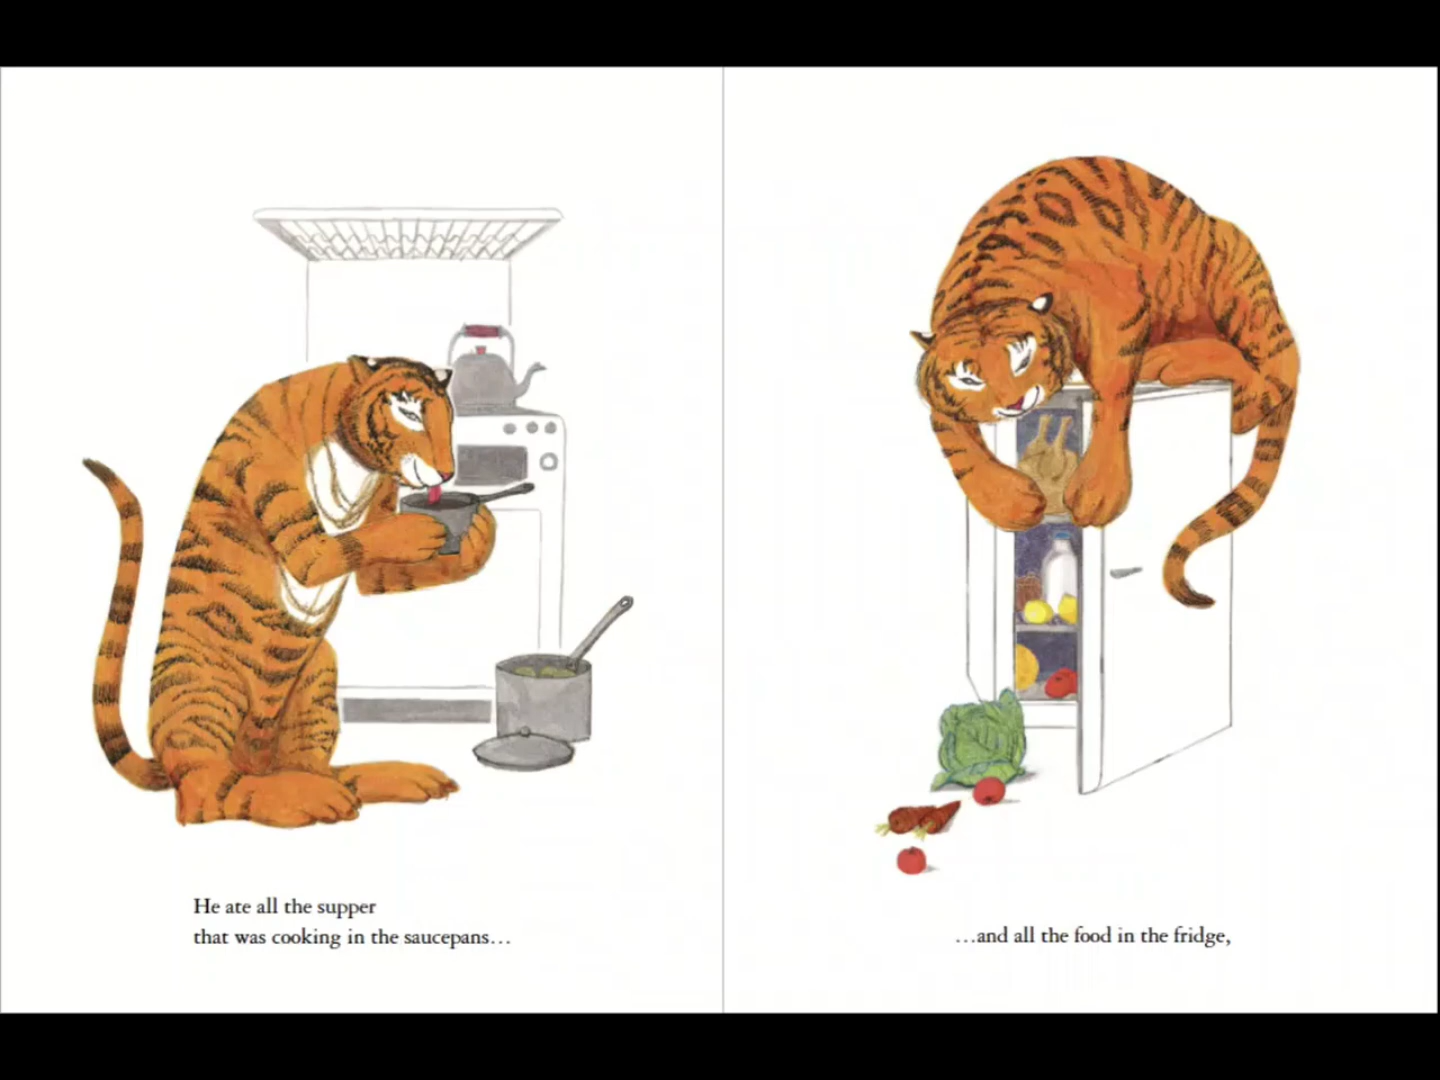 He ate all the supper
that was cooking in the saucepans…
…and all the food in the fridge,